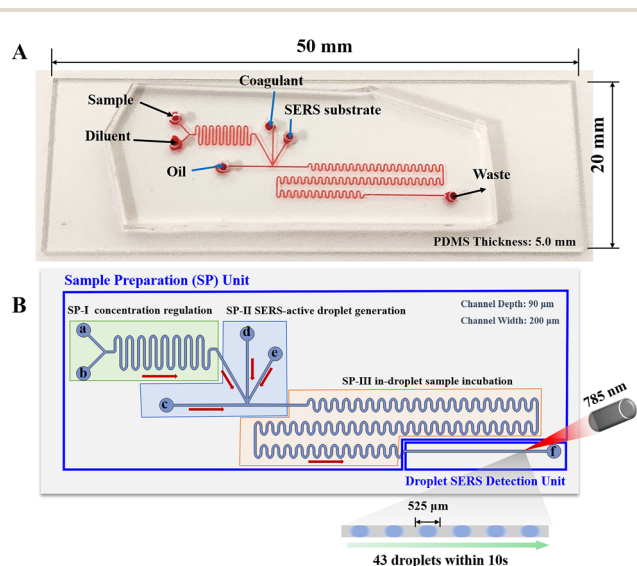 A
50 mm
Coagulant
Sample
SERS substrate
Diluent
Oil
Waste
20 mm
PDMS Thickness: 5.0 mm
B
Sample Preparation (SP) Unit
SP-I concentration regulation
SP-II SERS-active droplet generation
Channel Depth: 90 μm
Channel Width: 200 μm
a
b
c
d
e
SP-III in-droplet sample incubation
785 nm
f
Droplet SERS Detection Unit
525 μm
43 droplets within 10s